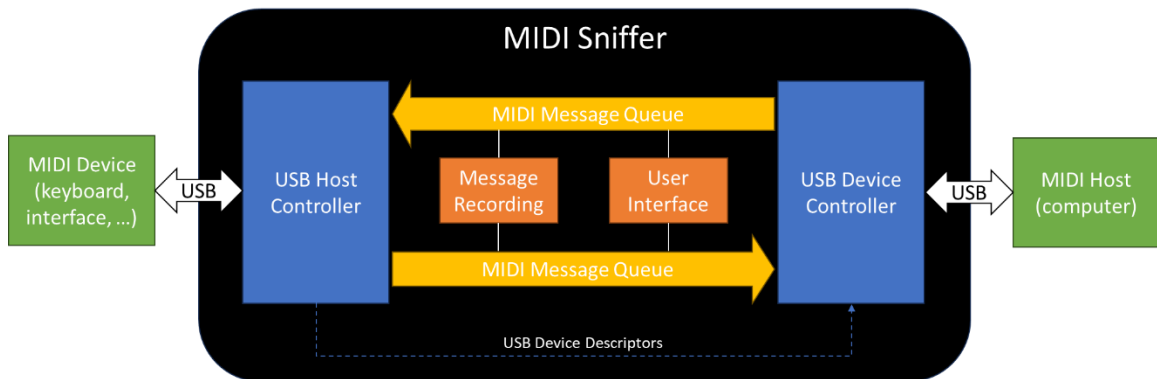 MIDI Sniffer
MIDI Device
(keyboard,
interface, ...)
USB
USB Host
Controller
MIDI Message Queue
Message
Recording
User
Interface
MIDI Message Queue
USB Device
Controller
USB
MIDI Host
(computer)
USB Device Descriptors